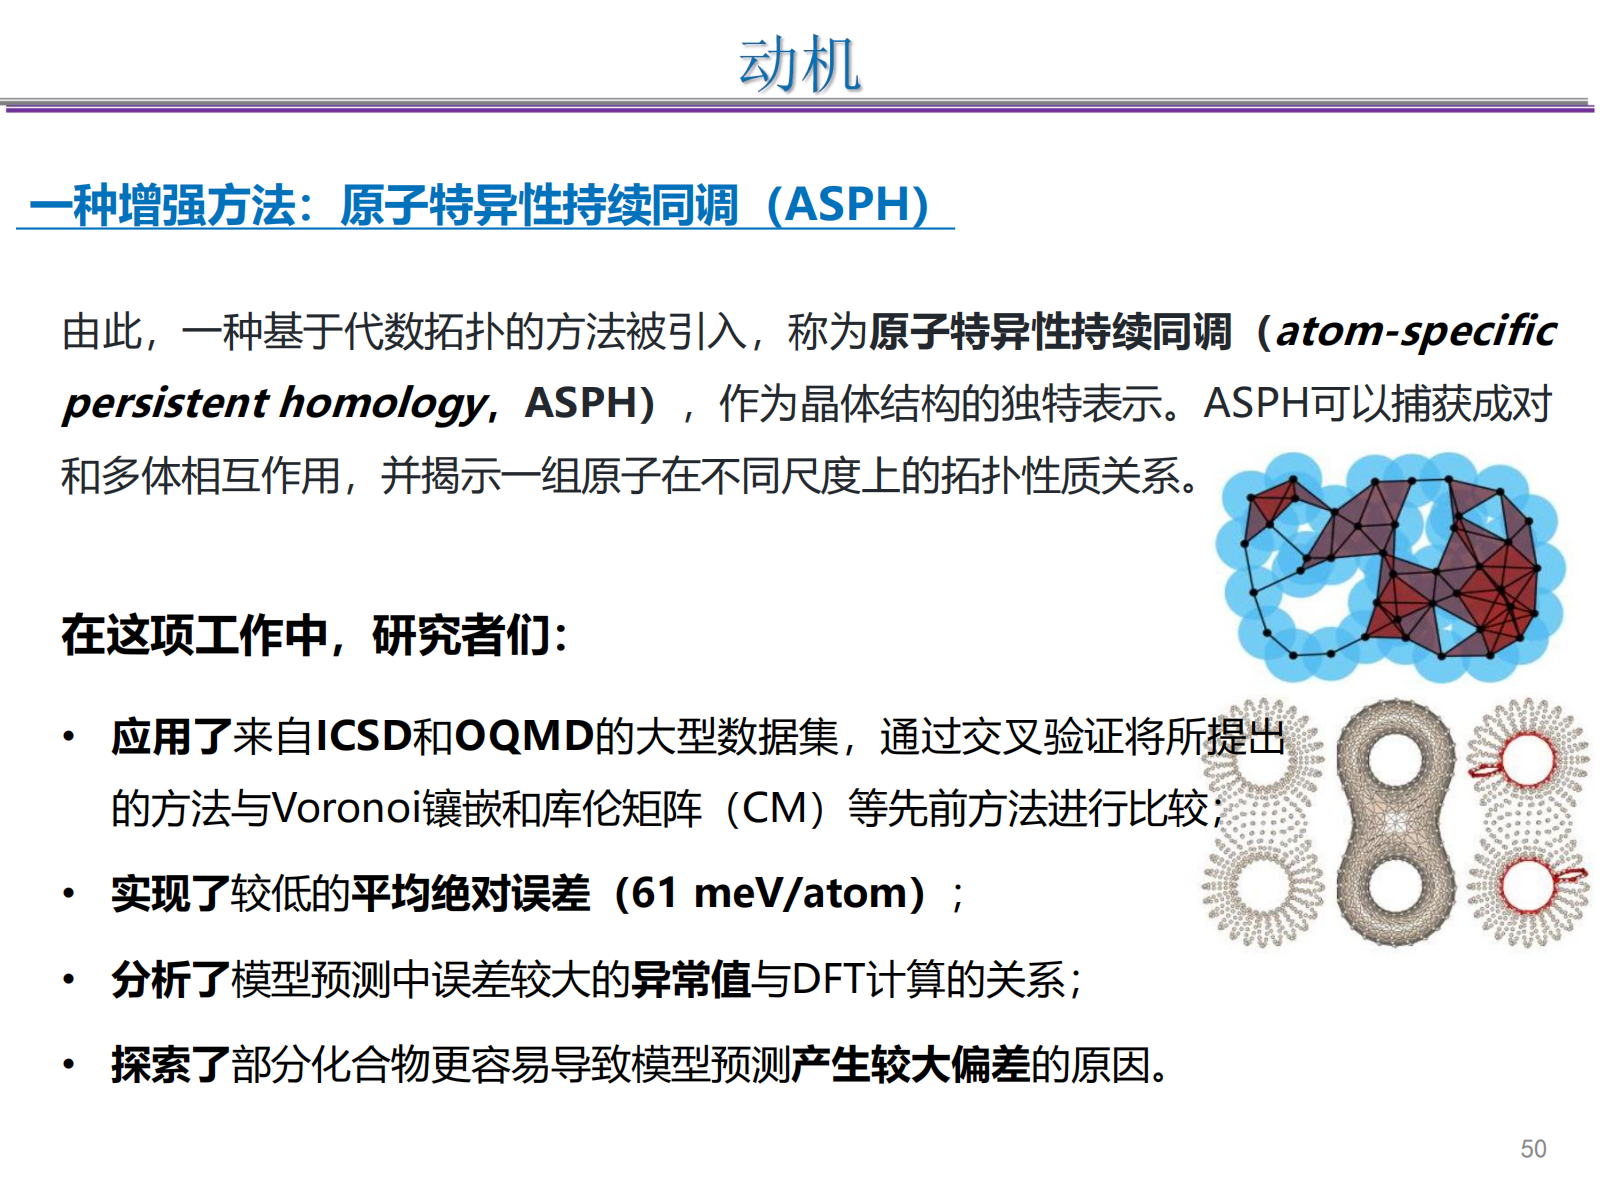 动机
一种增强方法：原子特异性持续同调（ASPH）
由此，一种基于代数拓扑的方法被引入，称为原子特异性持续同调（atom-specific
persistent homology，ASPH），作为晶体结构的独特表示。ASPH可以捕获成对
和多体相互作用，并揭示一组原子在不同尺度上的拓扑性质关系。
在这项工作中，研究者们：
• 应用了来自ICSD和OQMD的大型数据集，通过交叉验证将所提出
的方法与Voronoi镶嵌和库伦矩阵（CM）等先前方法进行比较；
• 实现了较低的平均绝对误差（61 meV/atom）；
• 分析了模型预测中误差较大的异常值与DFT计算的关系；
• 探索了部分化合物更容易导致模型预测产生较大偏差的原因。
50